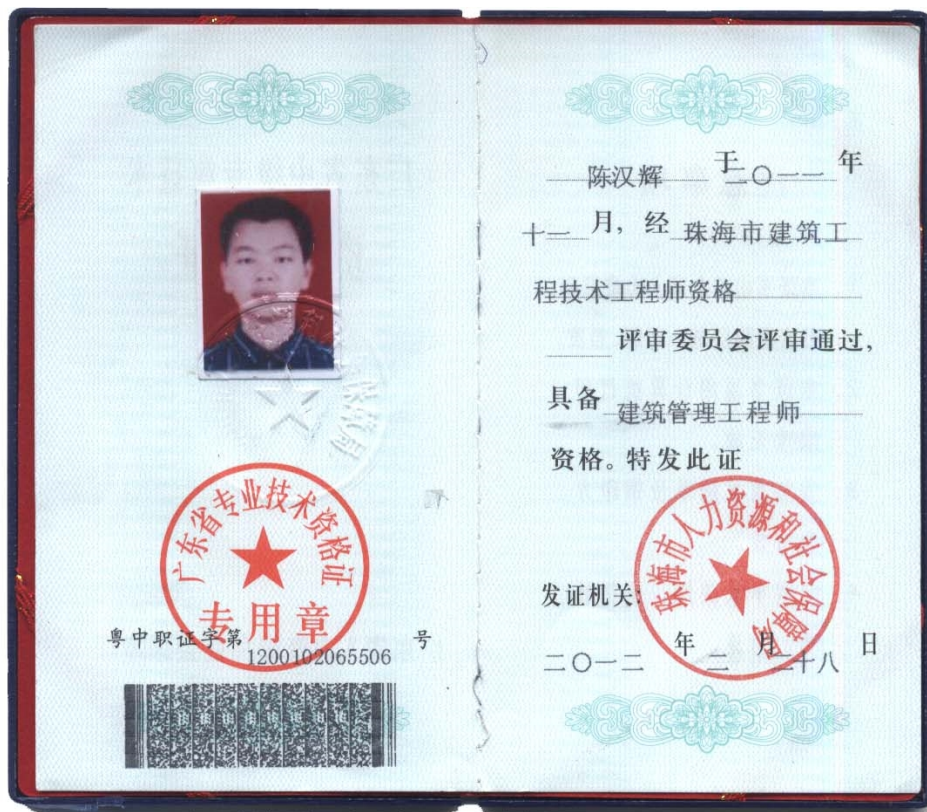 广东省专业技术资格证
专用章
粤中职证字第 1200102065506 号
陈汉辉 于二〇一一年
十一月，经 珠海市建筑工
程技术工程师资格
评审委员会评审通过，
具备 建筑管理工程师
资格。特发此证
珠海市人力资源和社会保障局
发证机关：
二〇一二年二月二十八日